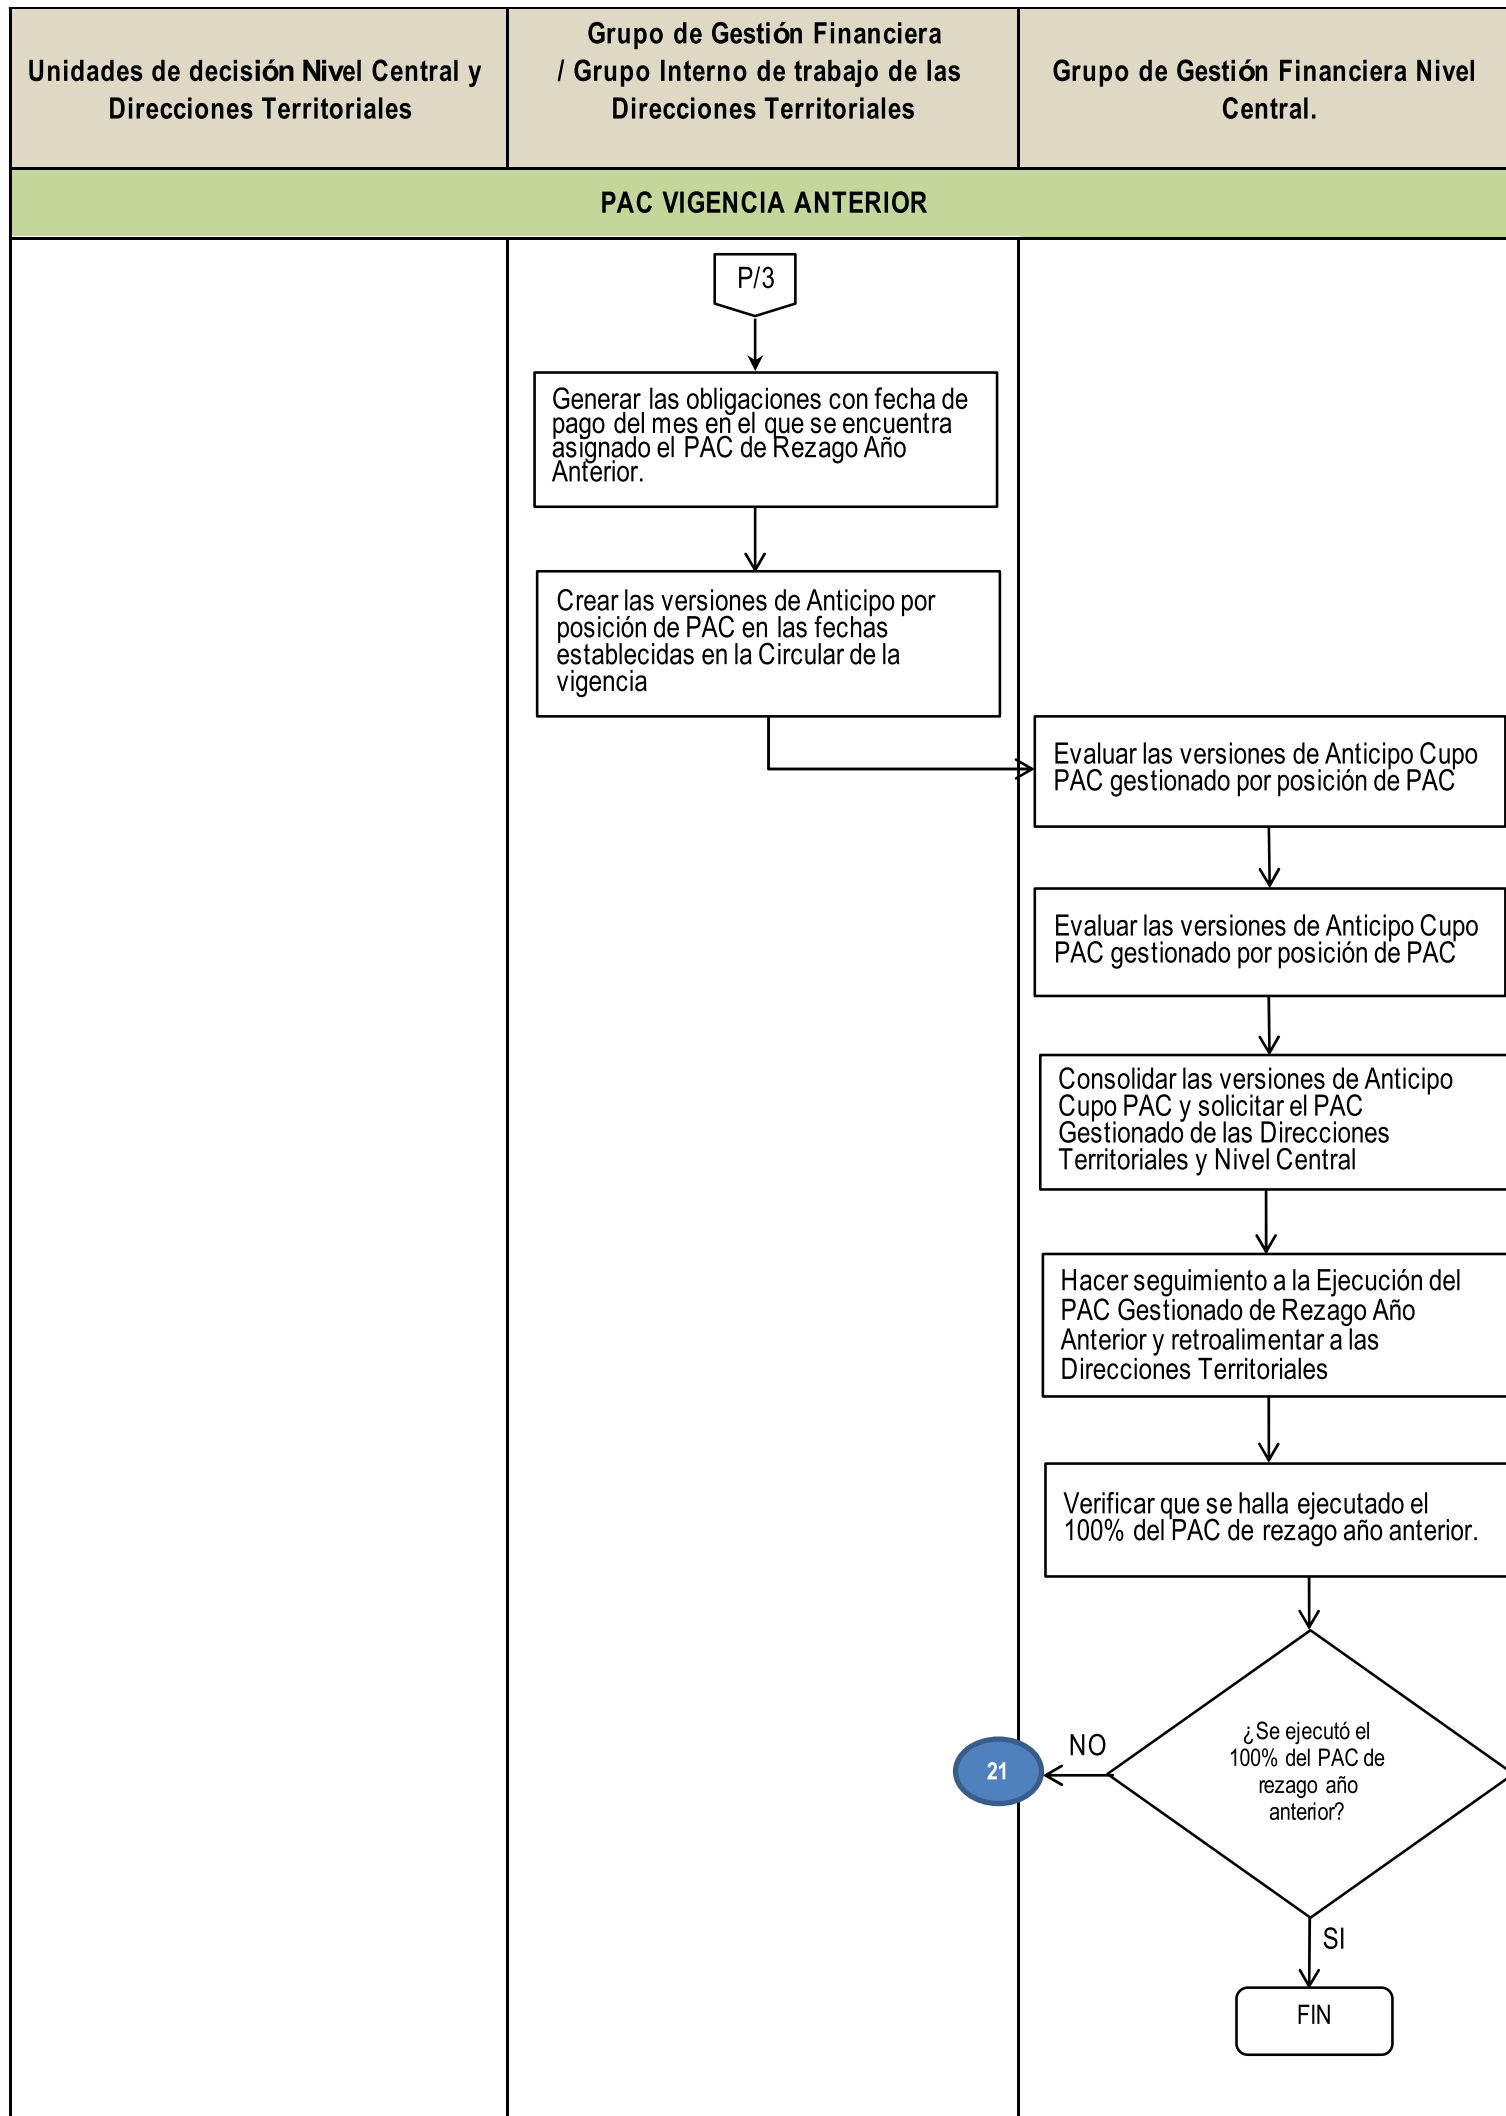 Unidades de decisión Nivel Central y
Direcciones Territoriales
Grupo de Gestión Financiera
/ Grupo Interno de trabajo de las
Direcciones Territoriales
Grupo de Gestión Financiera Nivel
Central.
PAC VIGENCIA ANTERIOR
P/3
Generar las obligaciones con fecha de
pago del mes en el que se encuentra
asignado el PAC de Rezago Año
Anterior.
Crear las versiones de Anticipo por
posición de PAC en las fechas
establecidas en la Circular de la
vigencia
Evaluar las versiones de Anticipo Cupo
PAC gestionado por posición de PAC
Evaluar las versiones de Anticipo Cupo
PAC gestionado por posición de PAC
Consolidar las versiones de Anticipo
Cupo PAC y solicitar el PAC
Gestionado de las Direcciones
Territoriales y Nivel Central
Hacer seguimiento a la Ejecución del
PAC Gestionado de Rezago Año
Anterior y retroalimentar a las
Direcciones Territoriales
Verificar que se halla ejecutado el
100% del PAC de rezago año anterior.
¿Se ejecutó el
100% del PAC de
rezago año
anterior?
NO
21
SI
FIN